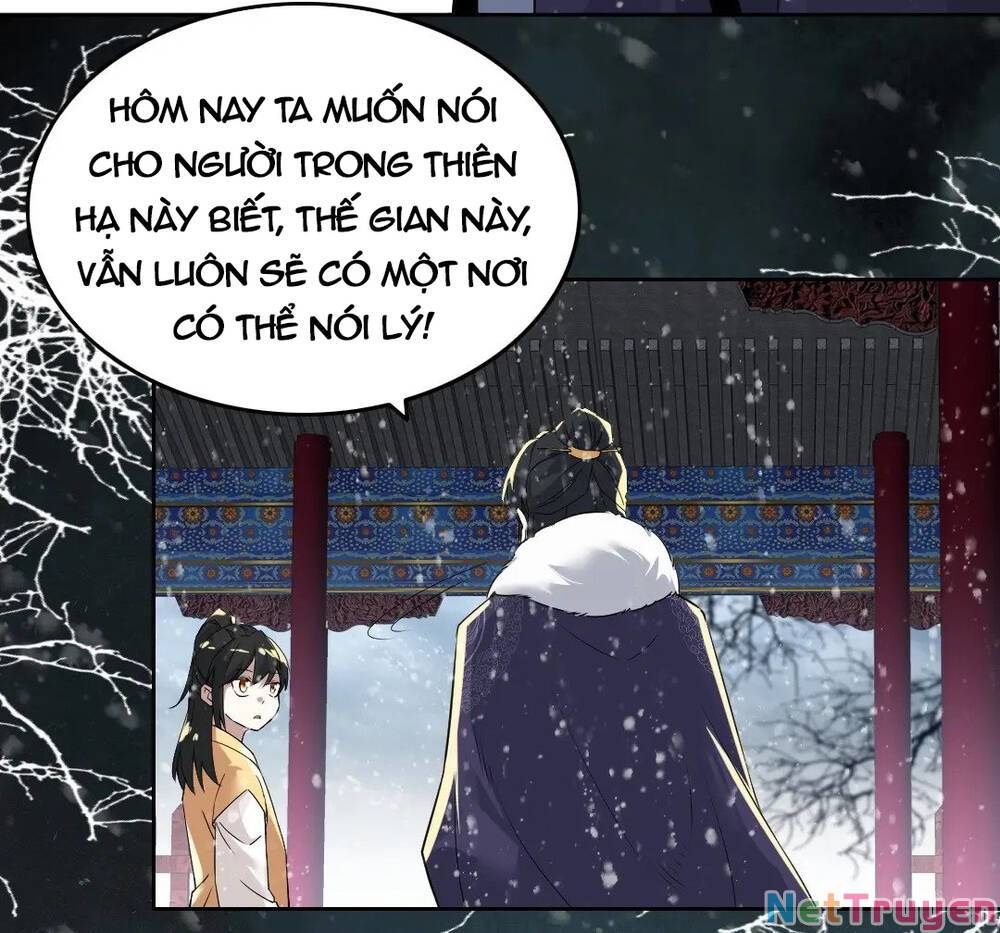 HÔM NAY TA MUỐN NÓI
CHO NGƯỜI TRONG THIÊN
HẠ NÀY BIẾT, THẾ GIAN NÀY,
VẪN LUÔN SẼ CÓ MỘT NƠI
CÓ THỂ NÓI LÝ!
NETTRUYEN